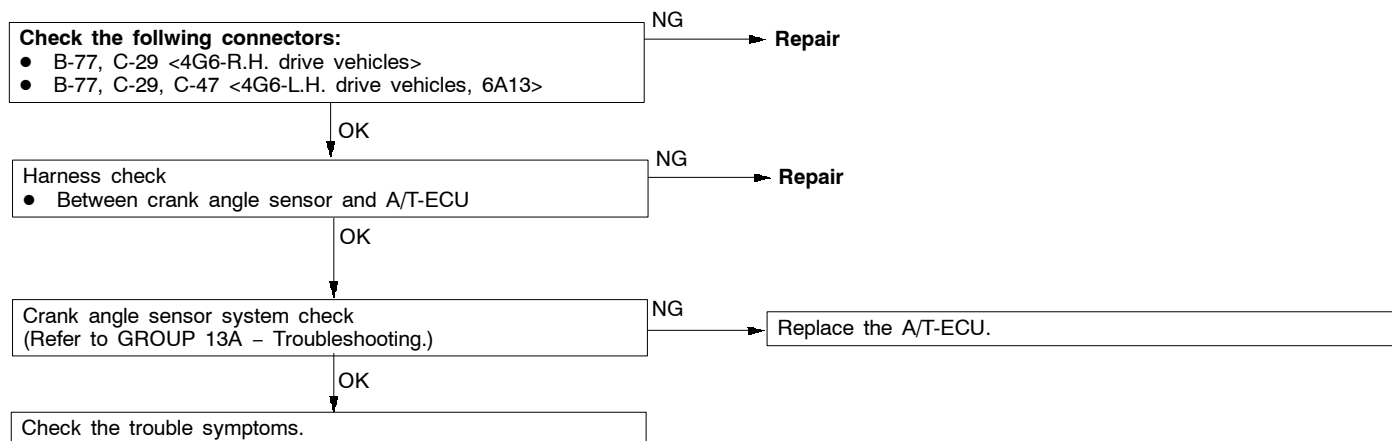 NG
Check the follwing connectors:
● B-77, C-29 <4G6-R.H. drive vehicles>
● B-77, C-29, C-47 <4G6-L.H. drive vehicles, 6A13>
Repair
OK
NG
Harness check
● Between crank angle sensor and A/T-ECU
Repair
OK
NG
Crank angle sensor system check
(Refer to GROUP 13A – Troubleshooting.)
Replace the A/T-ECU.
OK
Check the trouble symptoms.